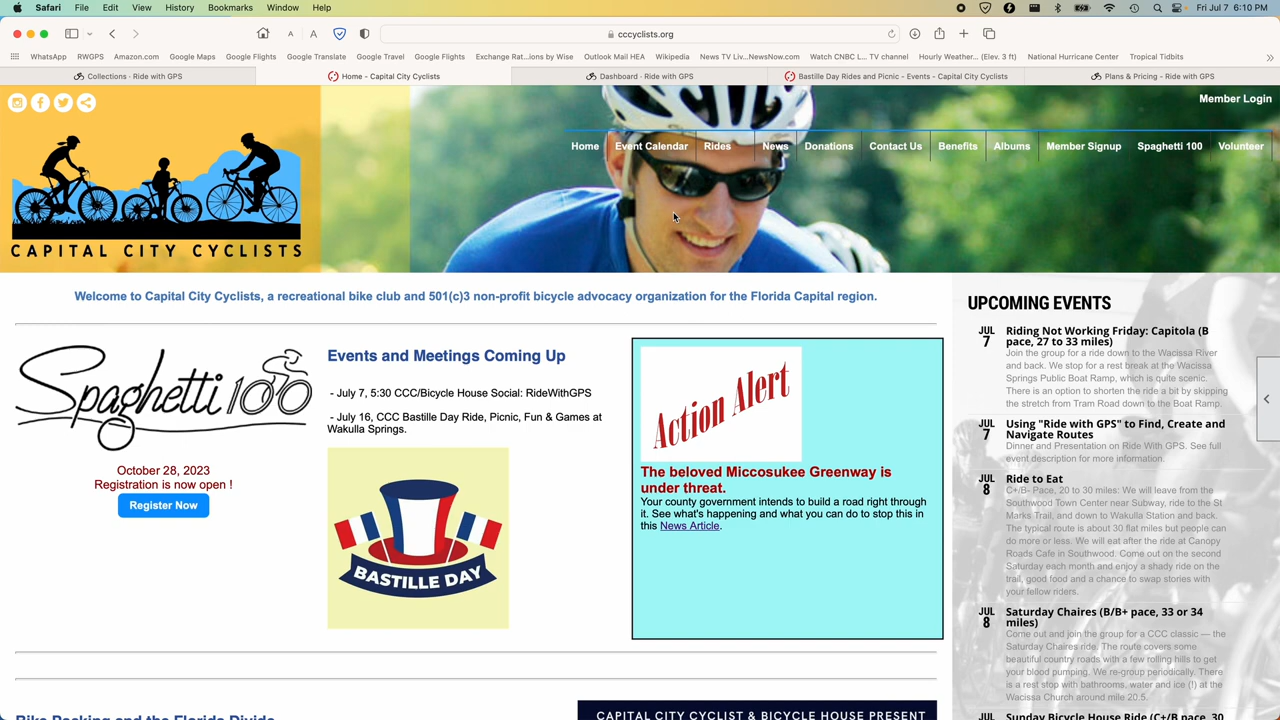 Safari File Edit View History Bookmarks Window Help Fri Jul 7 6:10 PM
cccyclists.org
WhatsApp RWGPS Amazon.com Google Maps Google Flights Google Translate Google Travel Google Flights Exchange Rat...ions by Wise Outlook Mail HEA Wikipedia News TV Liv...NewsNow.com Watch CNBC L... TV channel Hourly Weather... (Elev. 3 ft) National Hurricane Center Tropical Tidbits
Collections - Ride with GPS Home - Capital City Cyclists Dashboard - Ride with GPS Bastille Day Rides and Picnic - Events - Capital City Cyclists Plans & Pricing - Ride with GPS
Member Login
Home Event Calendar Rides News Donations Contact Us Benefits Albums Member Signup Spaghetti 100 Volunteer
CAPITAL CITY CYCLISTS
Welcome to Capital City Cyclists, a recreational bike club and 501(c)3 non-profit bicycle advocacy organization for the Florida Capital region.
Spaghetti 100
October 28, 2023
Registration is now open !
Register Now
Events and Meetings Coming Up
- July 7, 5:30 CCC/Bicycle House Social: RideWithGPS
- July 16, CCC Bastille Day Ride, Picnic, Fun & Games at
Wakulla Springs.
BASTILLE DAY
Action Alert
The beloved Miccosukee Greenway is
under threat.
Your county government intends to build a road right through
it. See what's happening and what you can do to stop this in
this News Article.
UPCOMING EVENTS
JUL
7
Riding Not Working Friday: Capitola (B
pace, 27 to 33 miles)
Join the group for a ride down to the Wacissa River
and back. We stop for a rest break at the Wacissa
Springs Public Boat Ramp, which is quite scenic.
There is an option to shorten the ride a bit by skipping
the stretch from Tram Road down to the Boat Ramp.
JUL
7
Using "Ride with GPS" to Find, Create and
Navigate Routes
Dinner and Presentation on Ride With GPS. See full
event description for more information.
JUL
8
Ride to Eat
C+/B- Pace, 20 to 30 miles: We will leave from the
Southwood Town Center near Subway, ride to the St
Marks Trail, and down to Wakulla Station and back.
The typical route is about 30 flat miles but people can
do more or less. We will eat after the ride at Canopy
Roads Cafe in Southwood. Come out on the second
Saturday each month and enjoy a shady ride on the
trail, good food and a chance to swap stories with
your fellow riders.
JUL
8
Saturday Chaires (B/B+ pace, 33 or 34
miles)
Come out and join the group for a CCC classic — the
Saturday Chaires ride. The route covers some
beautiful country roads with a few rolling hills to get
your blood pumping. We re-group periodically. There
is a rest stop with bathrooms, water and ice (!) at the
Wacissa Church around mile 20.5.
JUL
Sunday Bicycle House Ride (C+/B pace, 30
Bike Packing and the Florida Divide
CAPITAL CITY CYCLIST & BICYCLE HOUSE PRESENT